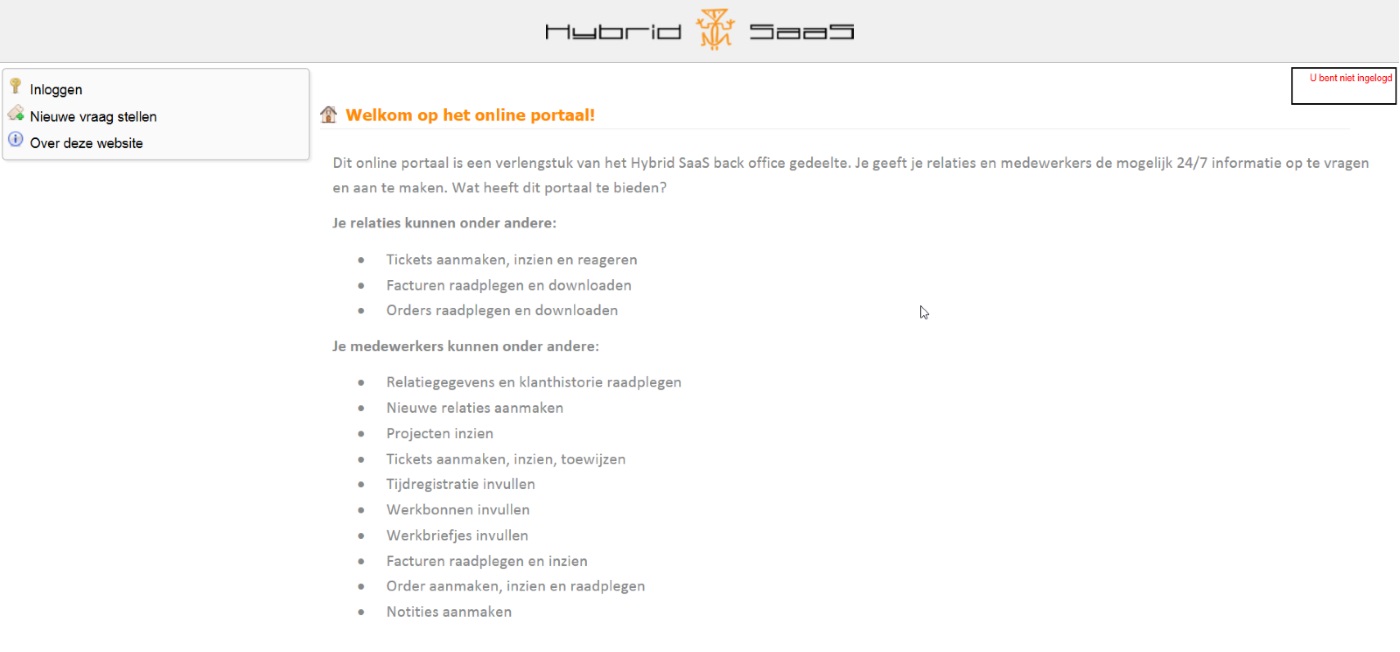 Hybrid SaaS
Inloggen
Nieuwe vraag stellen
Over deze website
U bent niet ingelogd
Welkom op het online portaal!
Dit online portaal is een verlengstuk van het Hybrid SaaS back office gedeelte. Je geeft je relaties en medewerkers de mogelijk 24/7 informatie op te vragen
en aan te maken. Wat heeft dit portaal te bieden?
Je relaties kunnen onder andere:
• Tickets aanmaken, inzien en reageren
• Facturen raadplegen en downloaden
• Orders raadplegen en downloaden
Je medewerkers kunnen onder andere:
• Relatiegegevens en klanthistorie raadplegen
• Nieuwe relaties aanmaken
• Projecten inzien
• Tickets aanmaken, inzien, toewijzen
• Tijdregistratie invullen
• Werkbonnen invullen
• Werkbriefjes invullen
• Facturen raadplegen en inzien
• Order aanmaken, inzien en raadplegen
• Notities aanmaken